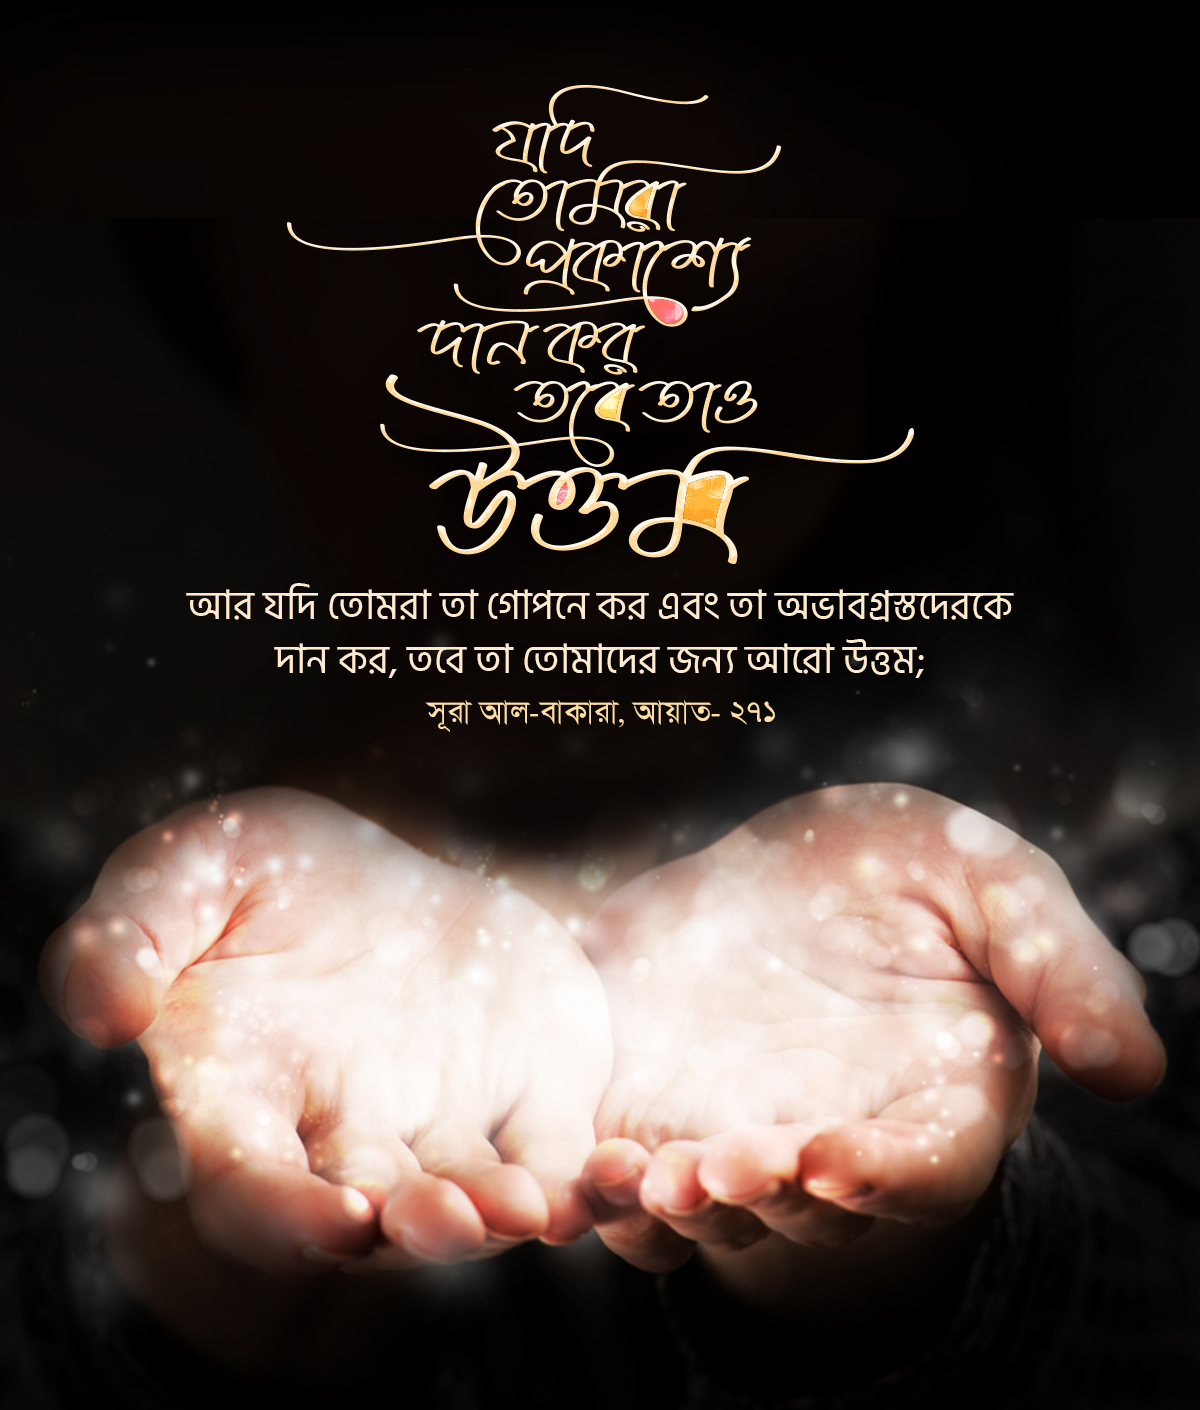 যদি
তোমরা
প্রকাশ্যে
দান কর
তবে তাও
উত্তম
আর যদি তোমরা তা গোপনে কর এবং তা অভাবগ্রস্তদেরকে
দান কর, তবে তা তোমাদের জন্য আরো উত্তম;
সূরা আল-বাকারা, আয়াত- ২৭১